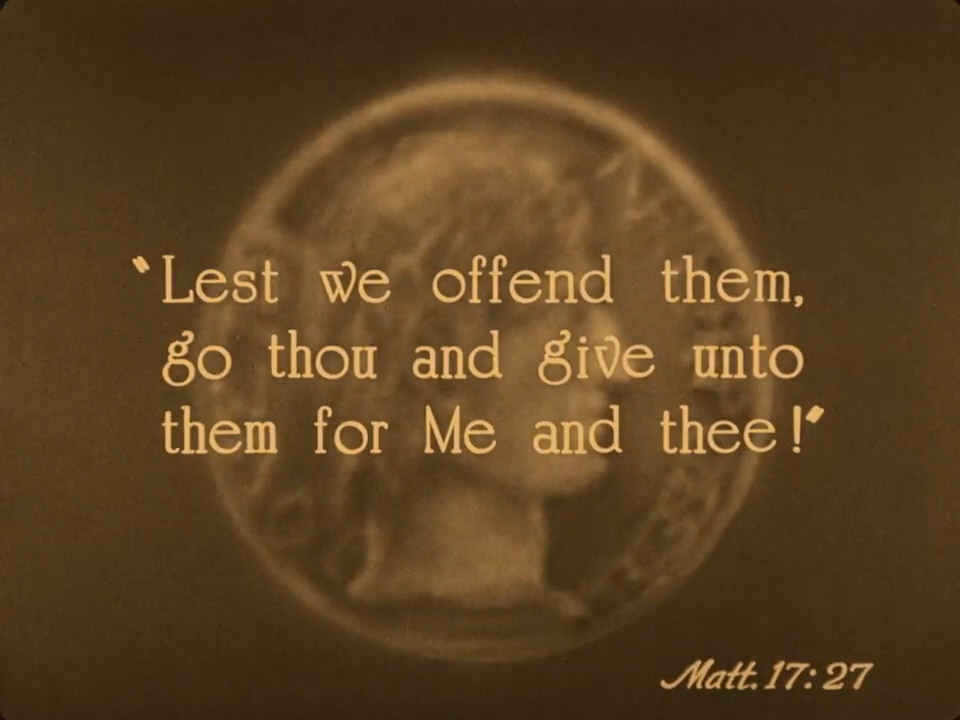 "Lest we offend them,
go thou and give unto
them for Me and thee!"
Matt. 17:27